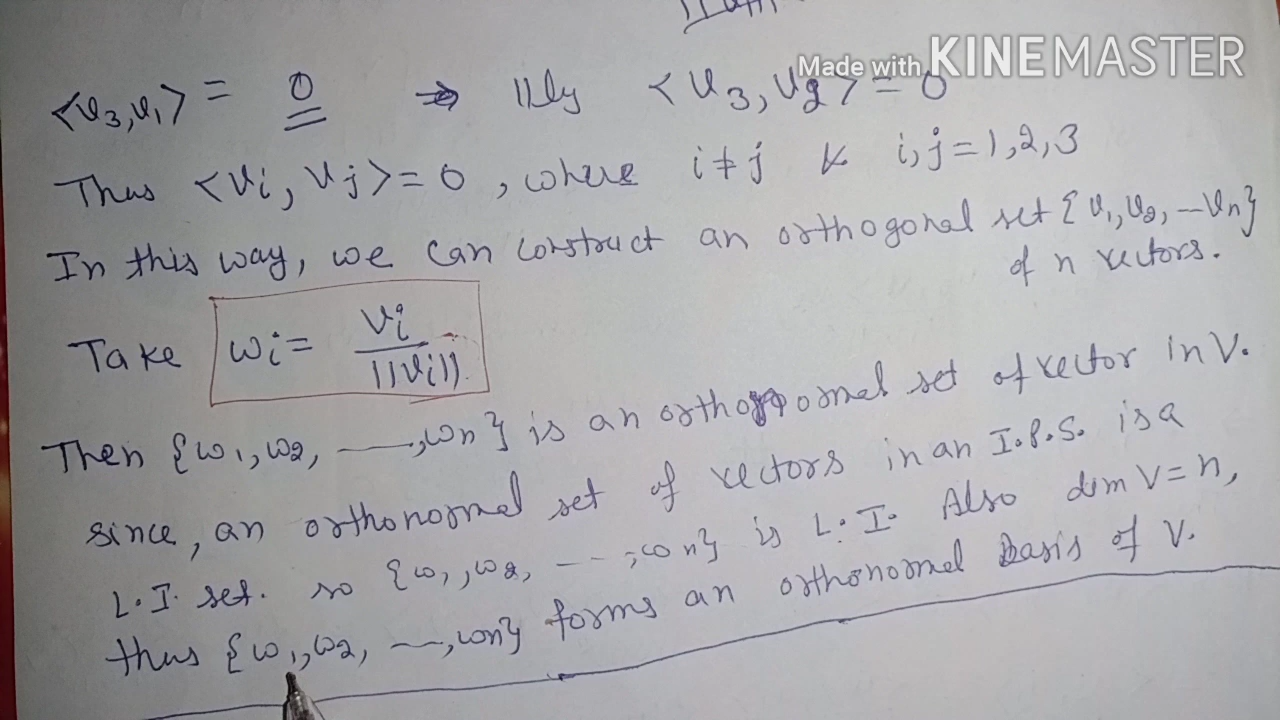 Made with KINEMASTER
<v3,v1> = 0 ⇒ llly <v3, v2> = 0
Thus <vi, vj> = 0 , where i ≠ j & i, j = 1, 2, 3
In this way, we can construct an orthogonal set {v1, v2, — vn}
of n vectors.
Take wi = vi / ||vi||.
Then {w1, w2, —, wn} is an orthonormal set of vector in V.
since, an orthonormal set of vectors in an I.P.S. is a
L.I. set. so {w1, w2, ---, wn} is L.I. Also dim V = n,
thus {w1, w2, —, wn} forms an orthonormal basis of V.